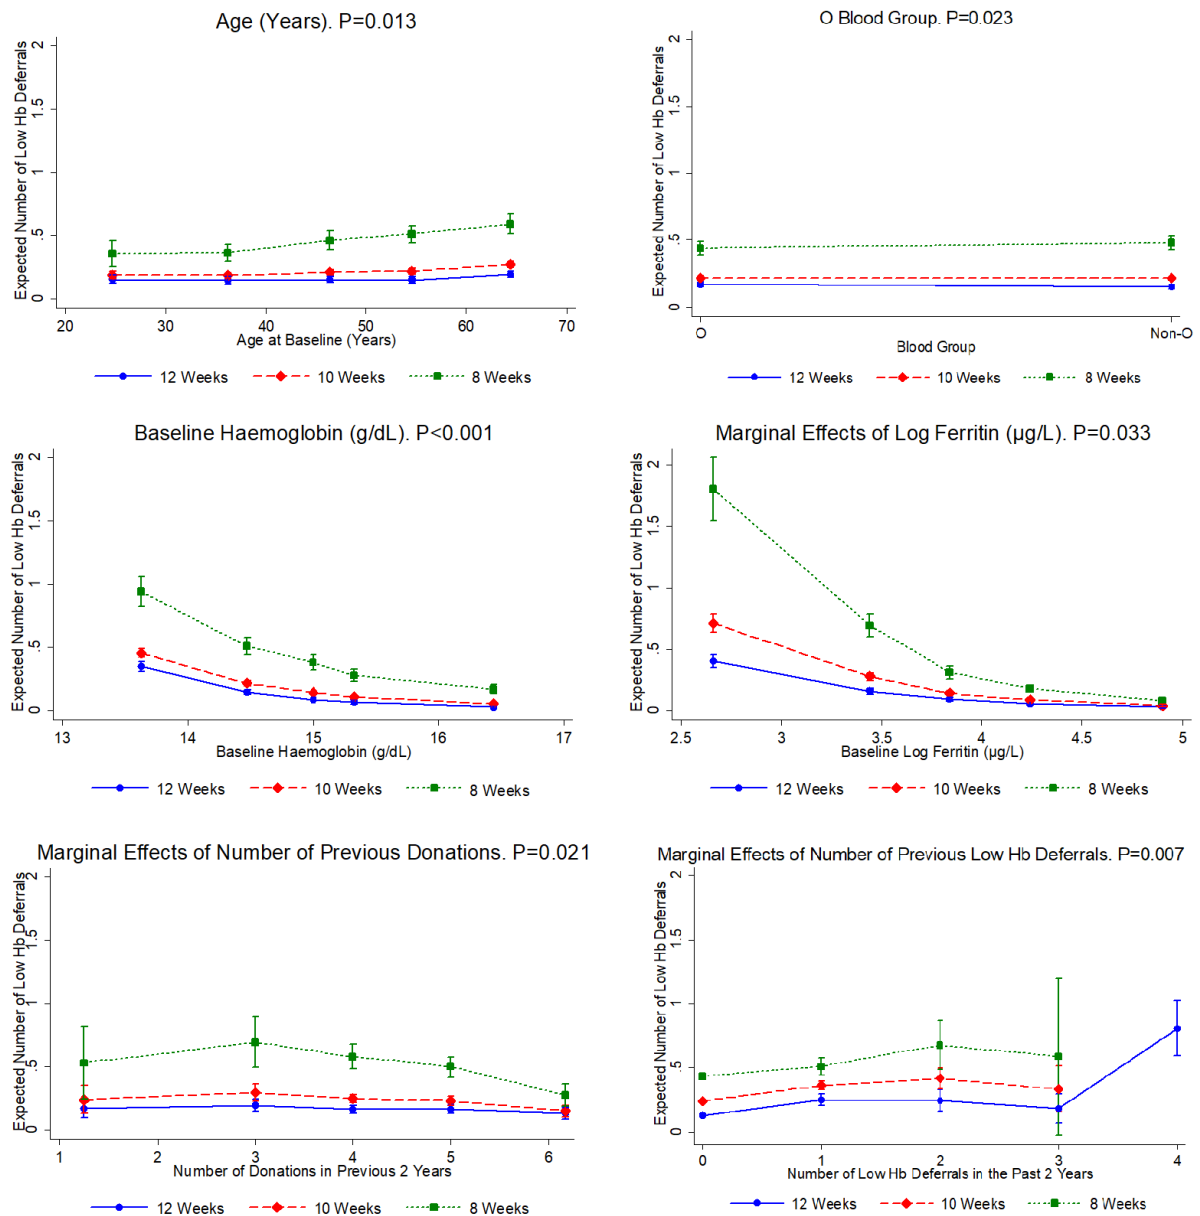 Age (Years). P=0.013
Expected Number of Low Hb Deferrals
2
1.5
1
.5
0
20 30 40 50 60 70
Age at Baseline (Years)
12 Weeks 10 Weeks 8 Weeks
O Blood Group. P=0.023
Expected Number of Low Hb Deferrals
2
1.5
1
.5
0
O Non-O
Blood Group
12 Weeks 10 Weeks 8 Weeks
Baseline Haemoglobin (g/dL). P<0.001
Expected Number of Low Hb Deferrals
2
1.5
1
.5
0
13 14 15 16 17
Baseline Haemoglobin (g/dL)
12 Weeks 10 Weeks 8 Weeks
Marginal Effects of Log Ferritin (µg/L). P=0.033
Expected Number of Low Hb Deferrals
2
1.5
1
.5
0
2.5 3 3.5 4 4.5 5
Baseline Log Ferritin (µg/L)
12 Weeks 10 Weeks 8 Weeks
Marginal Effects of Number of Previous Donations. P=0.021
Expected Number of Low Hb Deferrals
2
1.5
1
.5
0
1 2 3 4 5 6
Number of Donations in Previous 2 Years
12 Weeks 10 Weeks 8 Weeks
Marginal Effects of Number of Previous Low Hb Deferrals. P=0.007
Expected Number of Low Hb Deferrals
2
1.5
1
.5
0
0 1 2 3 4
Number of Low Hb Deferrals in the Past 2 Years
12 Weeks 10 Weeks 8 Weeks